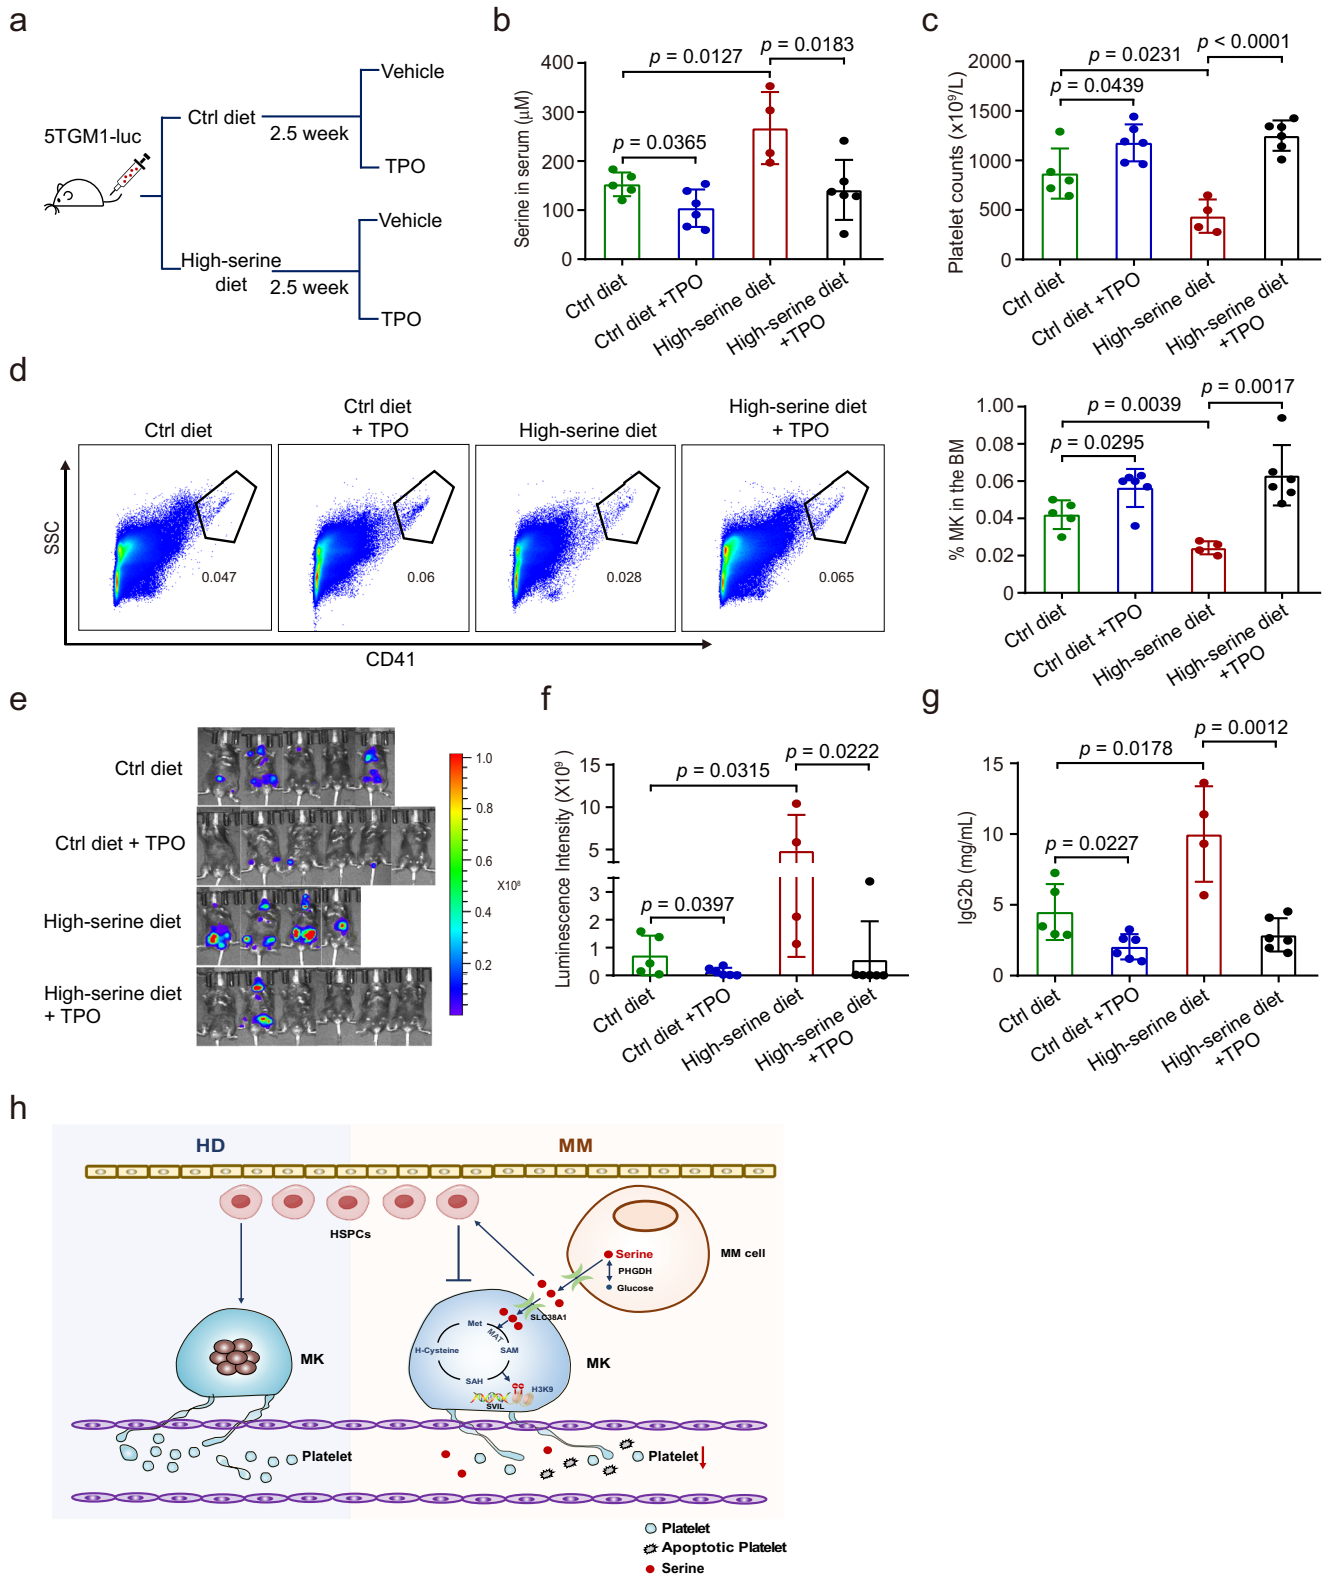 a
5TGM1-luc
Ctrl diet
2.5 week
Vehicle
TPO
High-serine
diet
2.5 week
Vehicle
TPO
b
Serine in serum (μM)
400
300
200
100
0
p = 0.0365
p = 0.0127
p = 0.0183
Ctrl diet
Ctrl diet +TPO
High-serine diet
High-serine diet
+TPO
c
Platelet counts (x10⁹/L)
2000
1500
1000
500
0
p = 0.0439
p = 0.0231
p < 0.0001
Ctrl diet
Ctrl diet +TPO
High-serine diet
High-serine diet
+TPO
d
Ctrl diet
Ctrl diet
+ TPO
High-serine diet
High-serine diet
+ TPO
SSC
0.047
0.06
0.028
0.065
CD41
% MK in the BM
1.00
0.08
0.06
0.04
0.02
0
p = 0.0295
p = 0.0039
p = 0.0017
Ctrl diet
Ctrl diet +TPO
High-serine diet
High-serine diet
+TPO
e
Ctrl diet
Ctrl diet + TPO
High-serine diet
High-serine diet
+ TPO
1.0
0.8
0.6
0.4
0.2
X10⁸
f
Luminescence Intensity (X10⁹)
15
10
5
3
2
1
0
p = 0.0397
p = 0.0315
p = 0.0222
Ctrl diet
Ctrl diet +TPO
High-serine diet
High-serine diet
+TPO
g
IgG2b (mg/mL)
15
10
5
0
p = 0.0227
p = 0.0178
p = 0.0012
Ctrl diet
Ctrl diet +TPO
High-serine diet
High-serine diet
+TPO
h
HD
MM
HSPCs
Serine
PHGDH
Glucose
MM cell
SLC38A1
Met
MAT
H-Cysteine
SAM
SAH
H3K9
SVIL
MK
MK
Platelet
Platelet
Platelet
Apoptotic Platelet
Serine